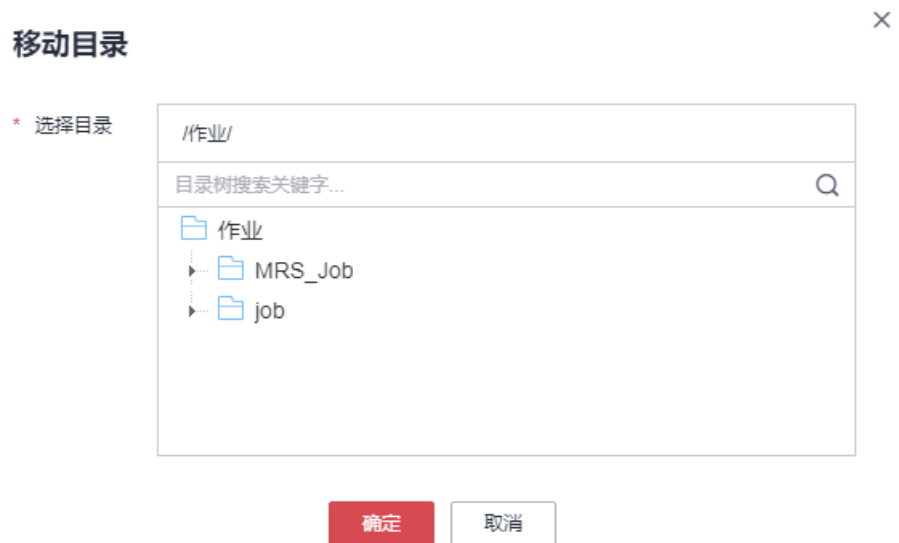 移动目录
* 选择目录
/作业/
目录树搜索关键字...
作业
MRS_Job
job
确定
取消